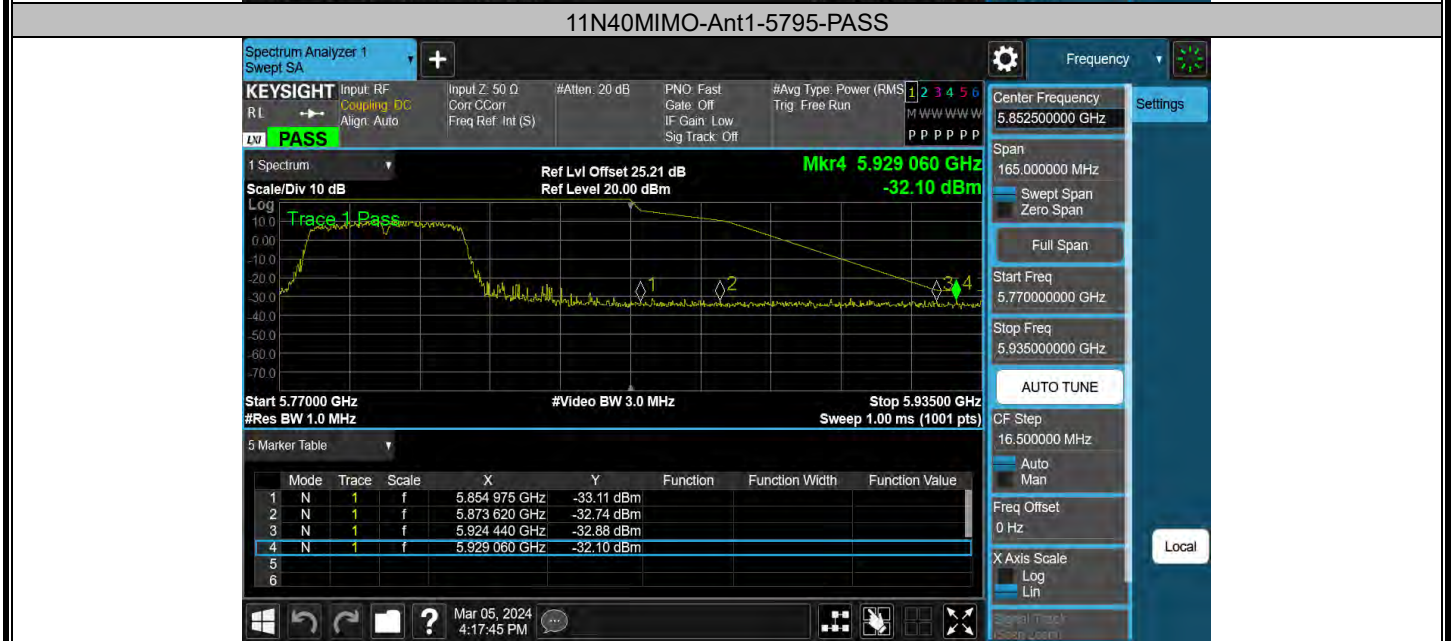 11N40MIMO-Ant1-5795-PASS
Spectrum Analyzer 1
Swept SA
+
Frequency
KEYSIGHT Input: RF Input Z: 50 Ω #Atten: 20 dB PNO: Fast #Avg Type: Power (RMS 1 2 3 4 5 6
RL Coupling: DC Corr CCorr Gate: Off Trig: Free Run
Align: Auto Freq Ref: Int (S) IF Gain: Low M W W W W W
LXI PASS Sig Track: Off P P P P P P
1 Spectrum
Ref Lvl Offset 25.21 dB Mkr4 5.929 060 GHz
Scale/Div 10 dB Ref Level 20.00 dBm -32.10 dBm
Log
Trace 1 Pass
10.0
0.00
-10.0
-20.0
-30.0
-40.0
-50.0
-60.0
-70.0
1 2 3 4
Start 5.77000 GHz #Video BW 3.0 MHz Stop 5.93500 GHz
#Res BW 1.0 MHz Sweep 1.00 ms (1001 pts)
5 Marker Table
Mode Trace Scale X Y Function Function Width Function Value
1 N 1 f 5.854 975 GHz -33.11 dBm
2 N 1 f 5.873 620 GHz -32.74 dBm
3 N 1 f 5.924 440 GHz -32.88 dBm
4 N 1 f 5.929 060 GHz -32.10 dBm
5
6
Center Frequency
5.852500000 GHz
Settings
Span
165.000000 MHz
Swept Span
Zero Span
Full Span
Start Freq
5.770000000 GHz
Stop Freq
5.935000000 GHz
AUTO TUNE
CF Step
16.500000 MHz
Auto
Man
Freq Offset
0 Hz
Local
X Axis Scale
Log
Lin
Signal Track
(Span Zoom)
? Mar 05, 2024
4:17:45 PM